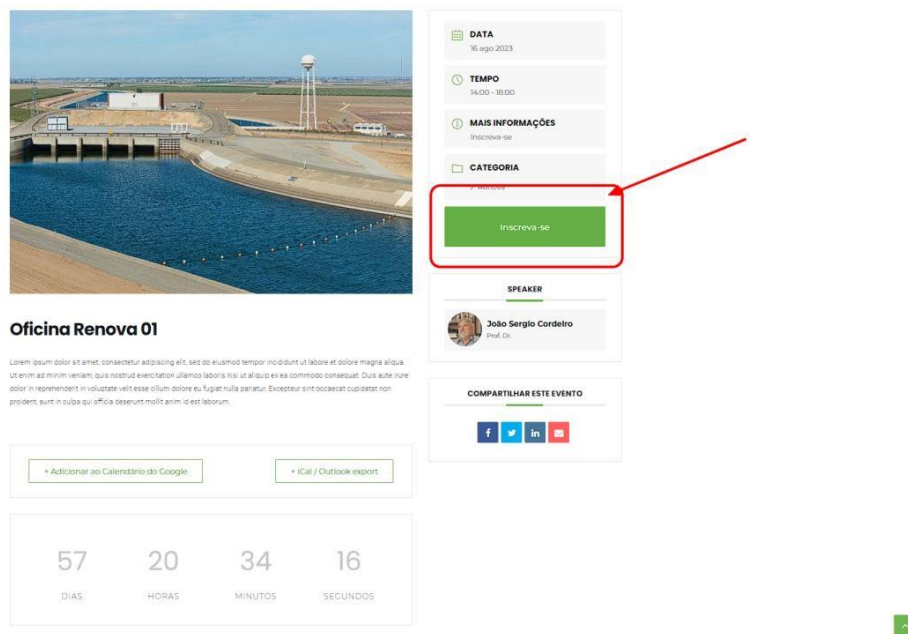 Oficina Renova 01
Lorem ipsum dolor sit amet, consectetur adipiscing elit, sed do eiusmod tempor incididunt ut labore et dolore magna aliqua.
Ut enim ad minim veniam, quis nostrud exercitation ullamco laboris nisi ut aliquip ex ea commodo consequat. Duis aute irure
dolor in reprehenderit in voluptate velit esse cillum dolore eu fugiat nulla pariatur. Excepteur sint occaecat cupidatat non
proident, sunt in culpa qui officia deserunt mollit anim id est laborum.
+ Adicionar ao Calendário do Google
+ iCal / Outlook export
57 20 34 16
DIAS HORAS MINUTOS SEGUNDOS
DATA
16 ago 2023
TEMPO
14:00 - 18:00
MAIS INFORMAÇÕES
Inscreva-se
CATEGORIA
Inscreva-se
SPEAKER
João Sergio Cordeiro
Prof. Dr.
COMPARTILHAR ESTE EVENTO